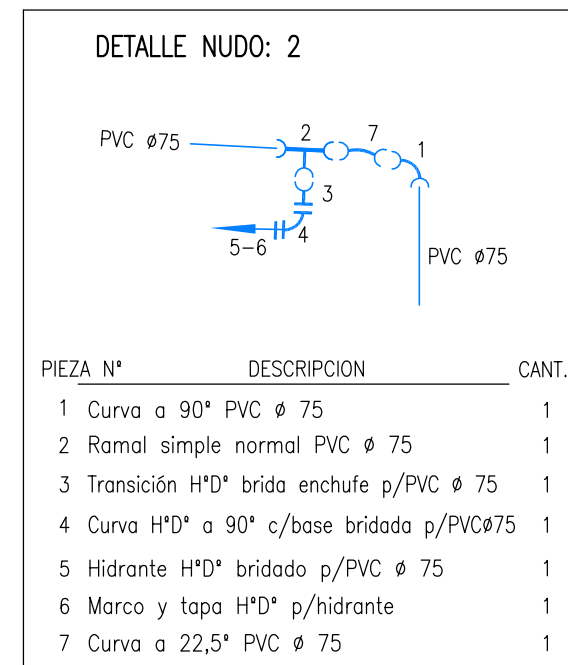 DETALLE NUDO: 2
PVC ø75
2
7
1
3
4
5-6
PVC ø75
PIEZA Nº DESCRIPCION CANT.
1 Curva a 90° PVC ø 75 1
2 Ramal simple normal PVC ø 75 1
3 Transición H°D° brida enchufe p/PVC ø 75 1
4 Curva H°D° a 90° c/base bridada p/PVCø75 1
5 Hidrante H°D° bridado p/PVC ø 75 1
6 Marco y tapa H°D° p/hidrante 1
7 Curva a 22,5° PVC ø 75 1